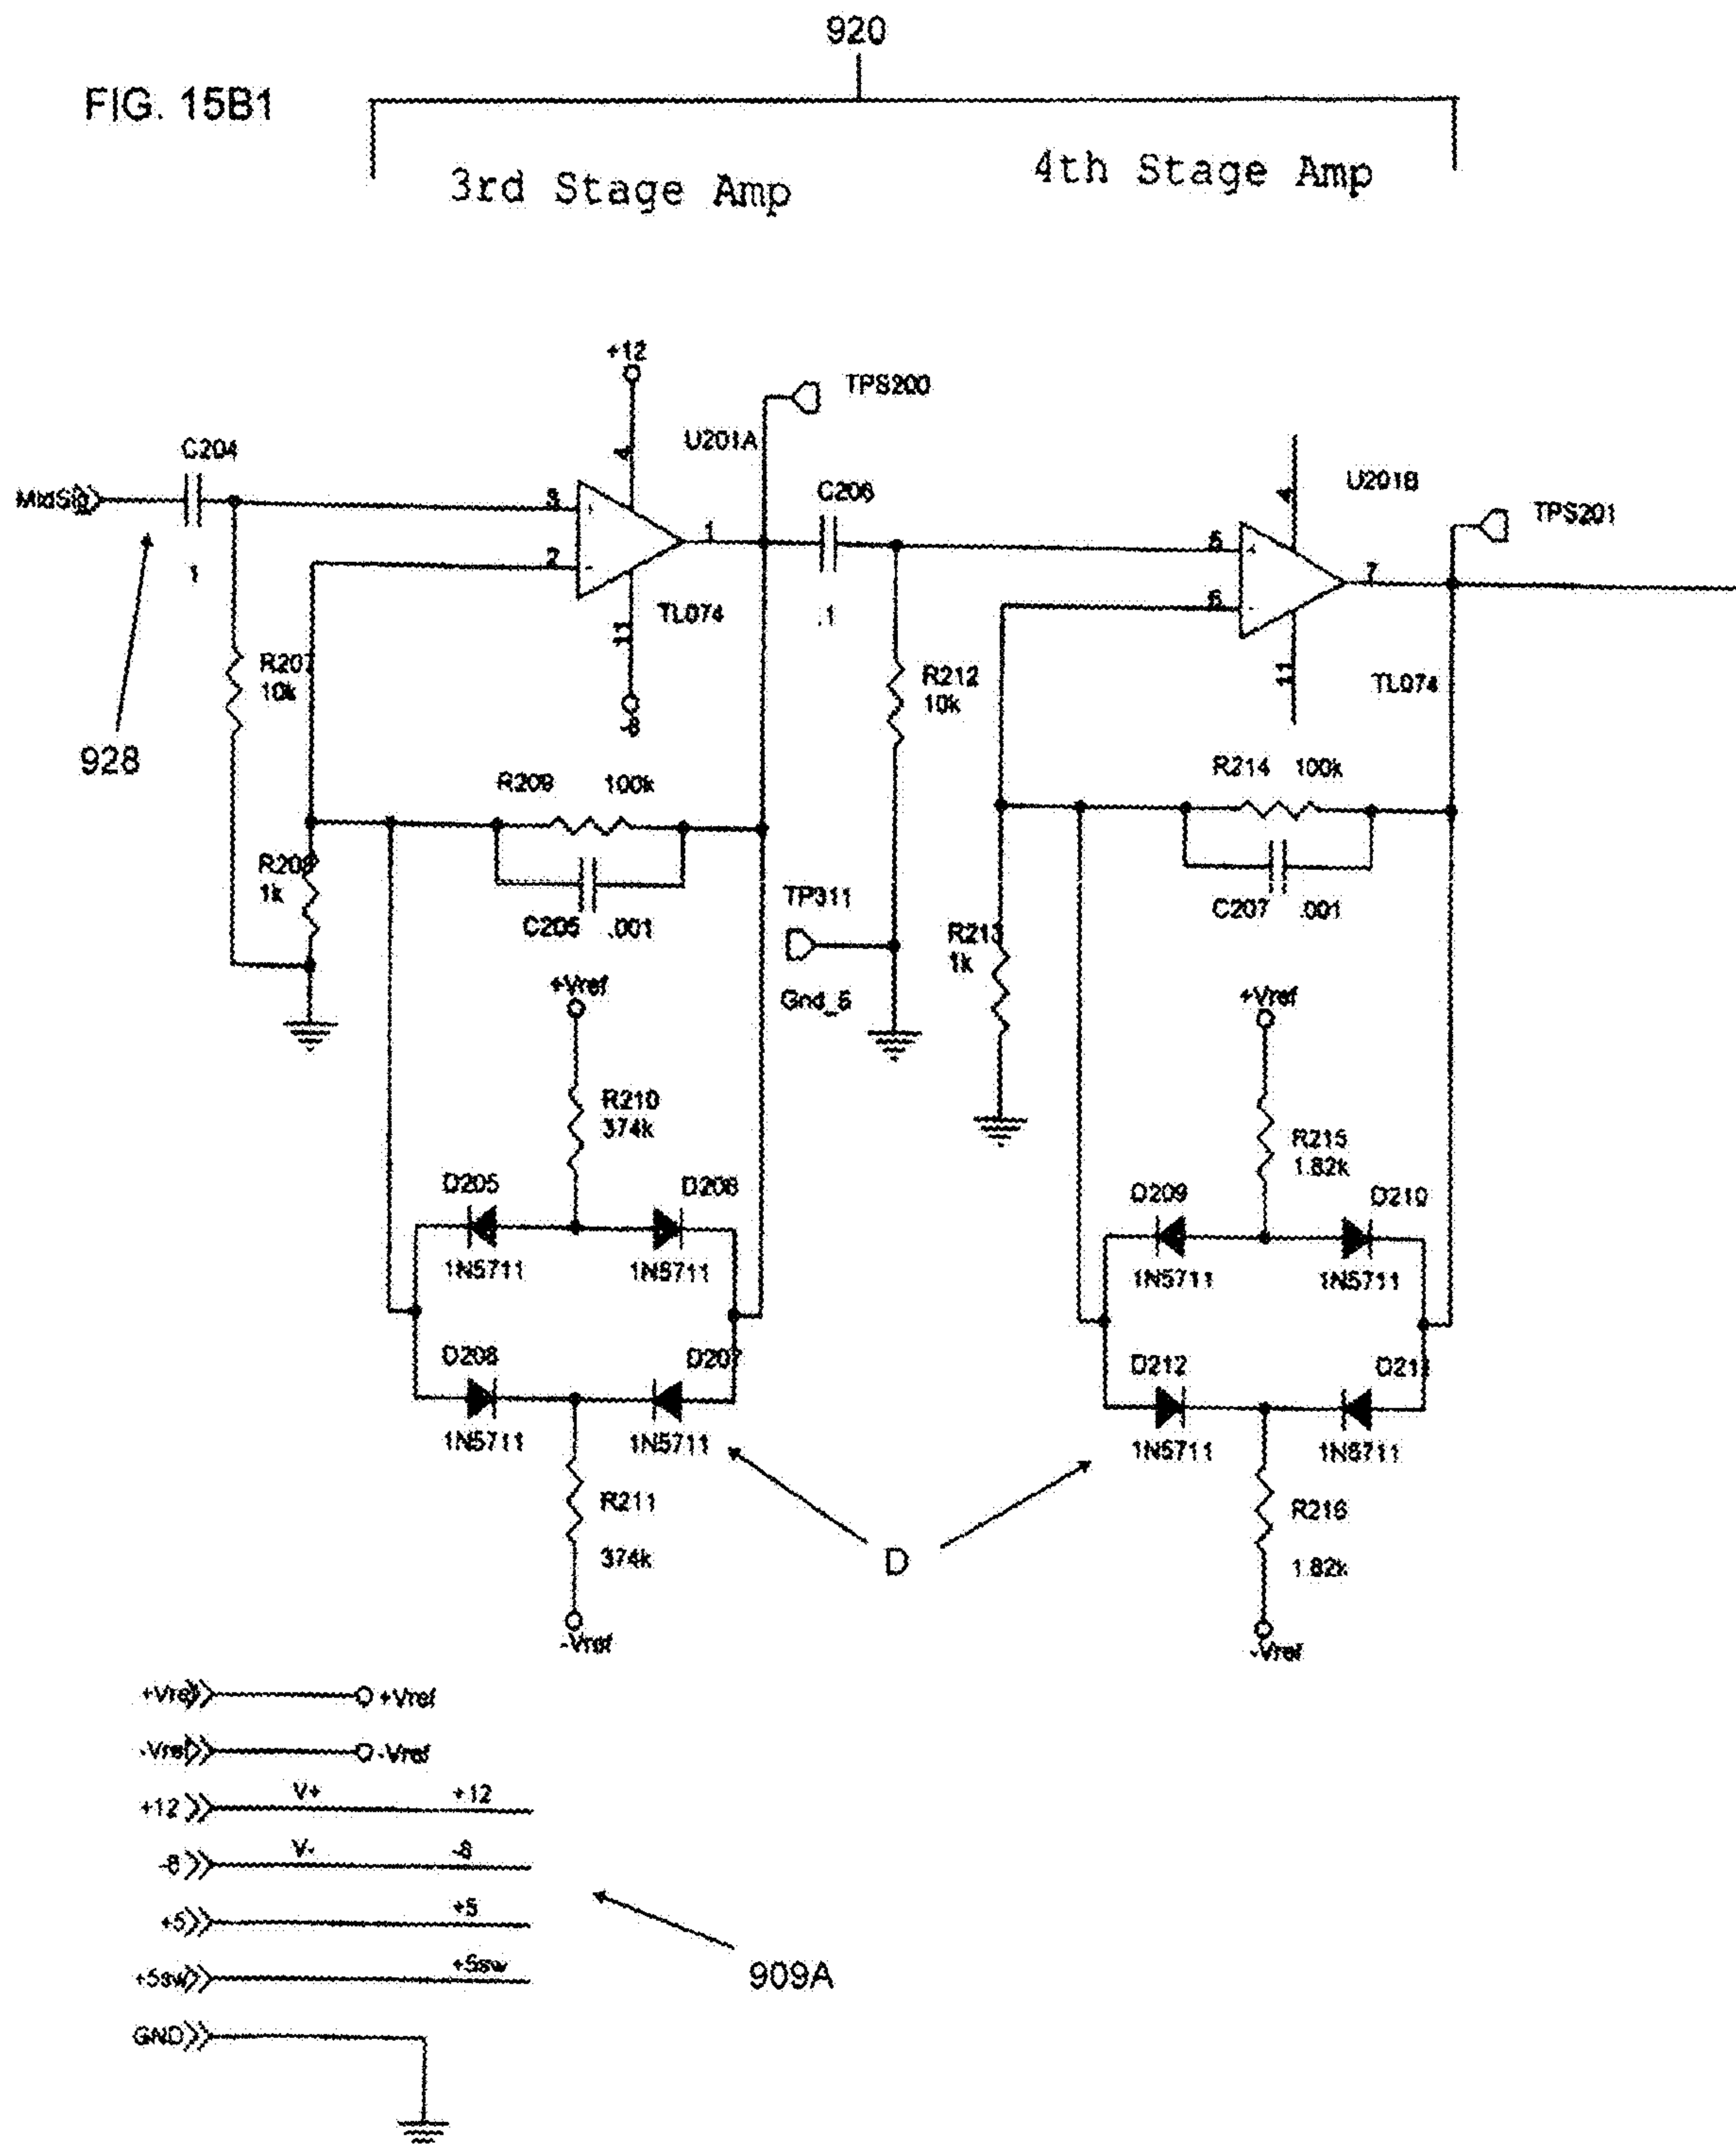 920
FIG. 15B1
3rd Stage Amp
4th Stage Amp
+12
TPS200
4
U201A
C204
MidSig
3
1
2
.1
TL074
11
-8
C206
.1
4
U201B
TPS201
5
7
6
11
TL074
R207
10k
928
R212
10k
R209 100k
R214 100k
1k
C205 .001
C207 .001
TP311
Gnd_5
R213
1k
+Vref
+Vref
R210
374k
R215
1.82k
D205
D206
D209
D210
1N5711
1N5711
1N5711
1N5711
D208
D207
D212
D211
1N5711
1N5711
1N5711
1N5711
R211
374k
D
R216
1.82k
-Vref
-Vref
+Vref +Vref
-Vref -Vref
+12 V+ +12
-8 V- -8
+5 +5
+5sw +5sw
909A
GND